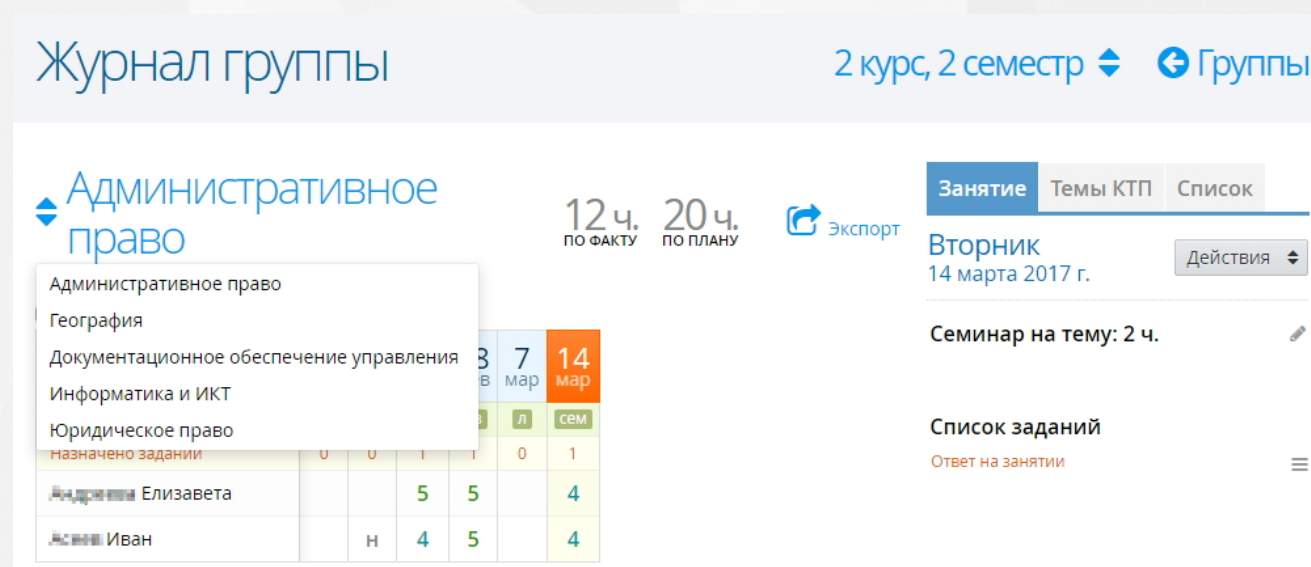 Журнал группы
2 курс, 2 семестр
Группы
Административное
право
12 ч.
ПО ФАКТУ
20 ч.
ПО ПЛАНУ
Экспорт
Административное право
География
Документационное обеспечение управления
Информатика и ИКТ
Юридическое право
8 7 14
в мар мар
л сем
Назначено заданий 0 0 1 1 0 1
Елизавета 5 5 4
Иван н 4 5 4
Занятие Темы КТП Список
Вторник
14 марта 2017 г.
Действия
Семинар на тему: 2 ч.
Список заданий
Ответ на занятии